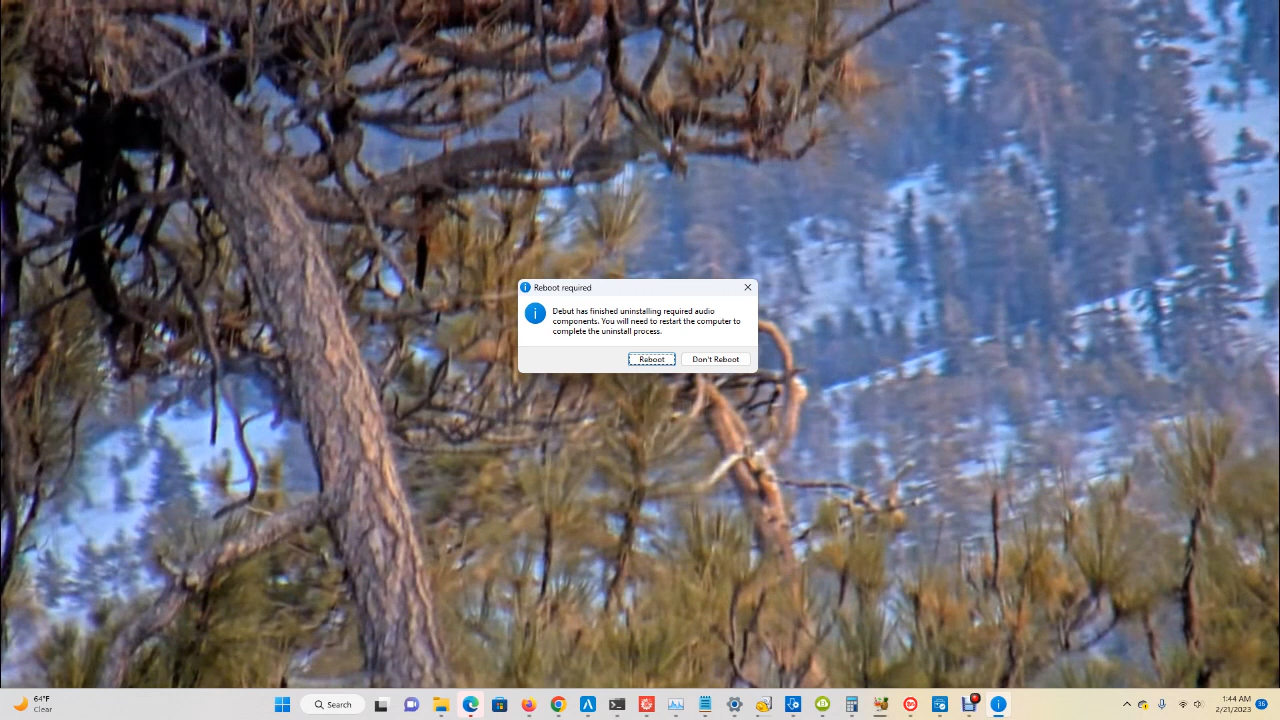 Reboot required
Debut has finished uninstalling required audio
components. You will need to restart the computer to
complete the uninstall process.
Reboot
Don't Reboot
64°F
Clear
Search
1:44 AM
2/21/2023